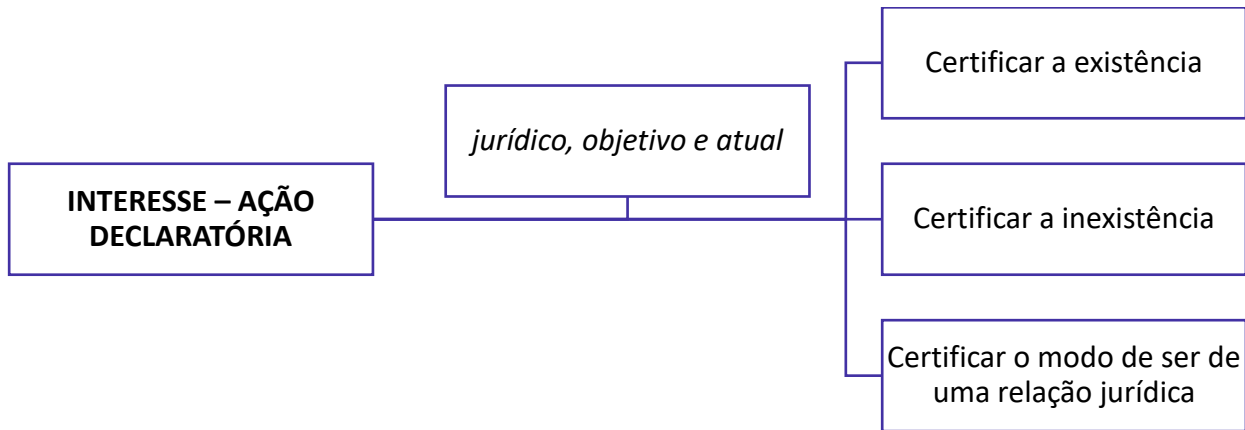 INTERESSE – AÇÃO
DECLARATÓRIA
jurídico, objetivo e atual
Certificar a existência
Certificar a inexistência
Certificar o modo de ser de
uma relação jurídica